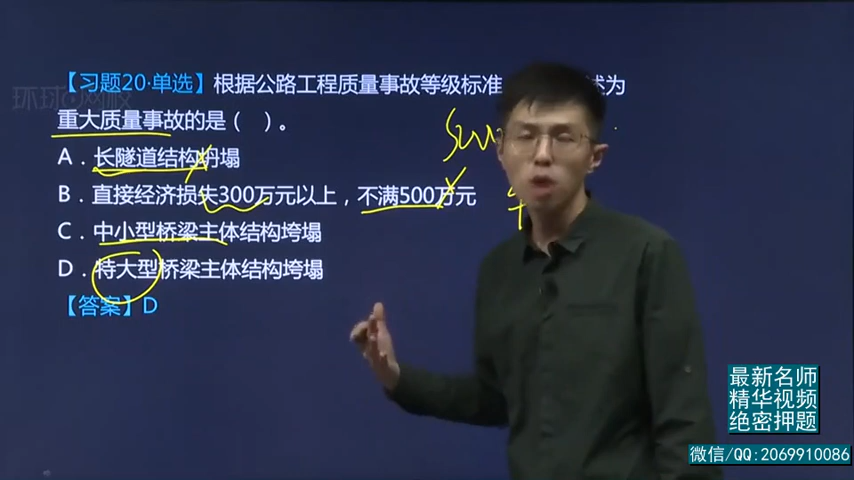 【习题20·单选】根据公路工程质量事故等级标准 述为
环球网校
重大质量事故的是（ ）。
A．长隧道结构坍塌
B．直接经济损失300万元以上，不满500万元
C．中小型桥梁主体结构垮塌
D．特大型桥梁主体结构垮塌
【答案】D
最新名师
精华视频
绝密押题
微信/QQ:2069910086